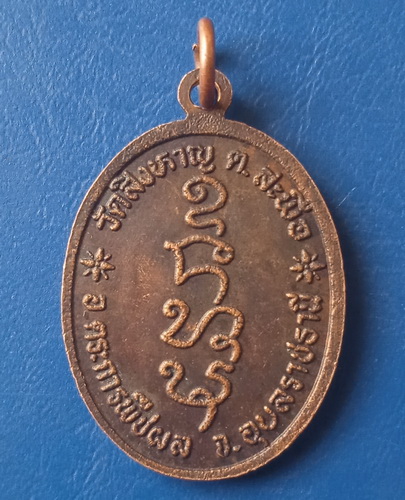 วัดสิงหาญ ต.สะพือ
อ.ตระการพืชผล จ.อุบลราชธานี